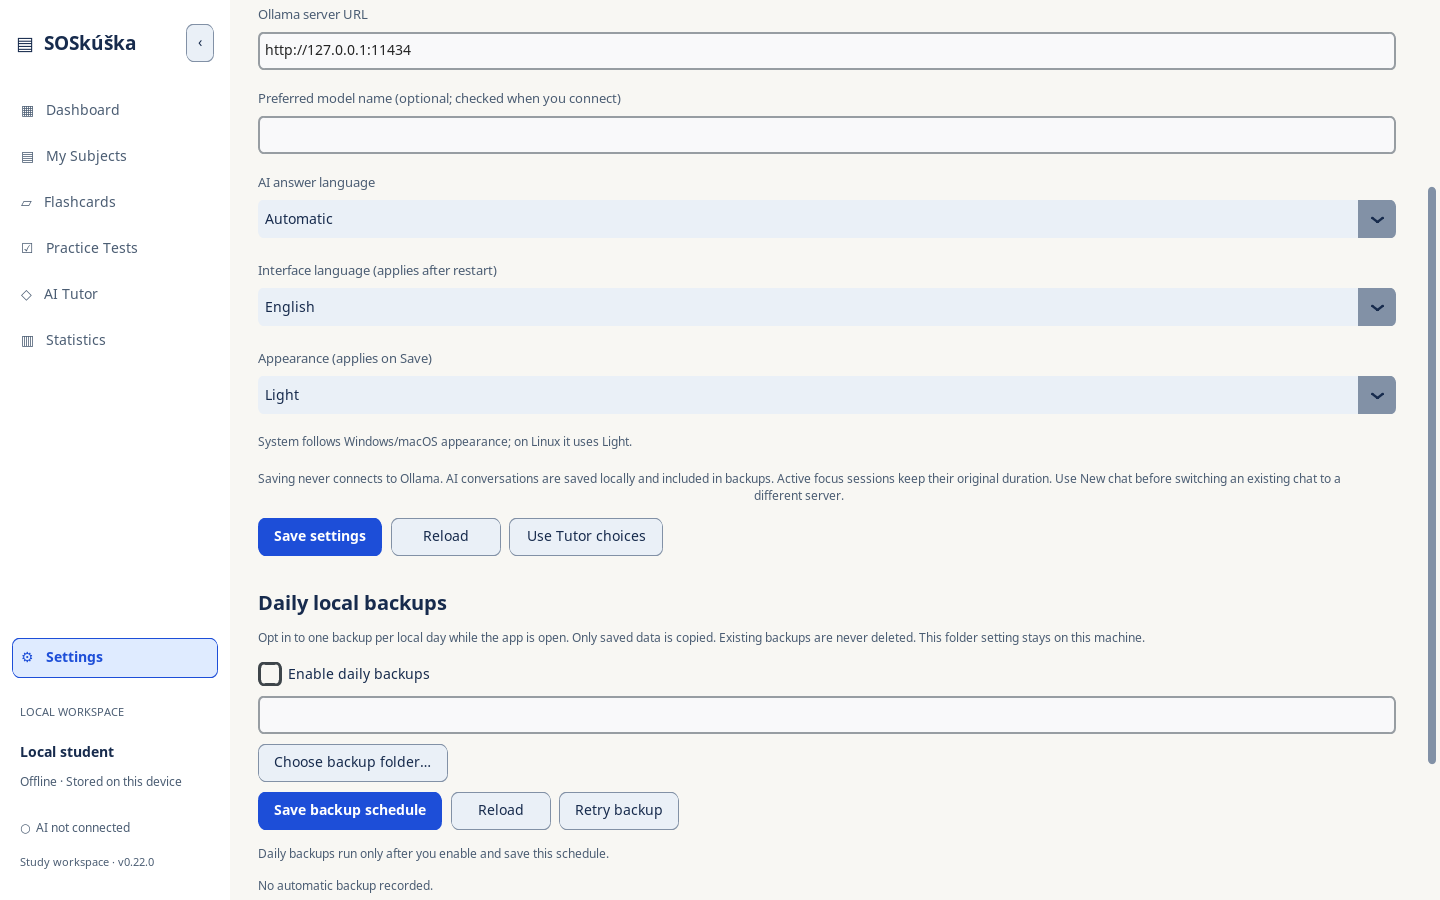 SOSkúška
Dashboard
My Subjects
Flashcards
Practice Tests
AI Tutor
Statistics
Settings
LOCAL WORKSPACE
Local student
Offline · Stored on this device
AI not connected
Study workspace · v0.22.0
Ollama server URL
http://127.0.0.1:11434
Preferred model name (optional; checked when you connect)
AI answer language
Automatic
Interface language (applies after restart)
English
Appearance (applies on Save)
Light
System follows Windows/macOS appearance; on Linux it uses Light.
Saving never connects to Ollama. AI conversations are saved locally and included in backups. Active focus sessions keep their original duration. Use New chat before switching an existing chat to a
different server.
Save settings
Reload
Use Tutor choices
Daily local backups
Opt in to one backup per local day while the app is open. Only saved data is copied. Existing backups are never deleted. This folder setting stays on this machine.
Enable daily backups
Choose backup folder...
Save backup schedule
Reload
Retry backup
Daily backups run only after you enable and save this schedule.
No automatic backup recorded.